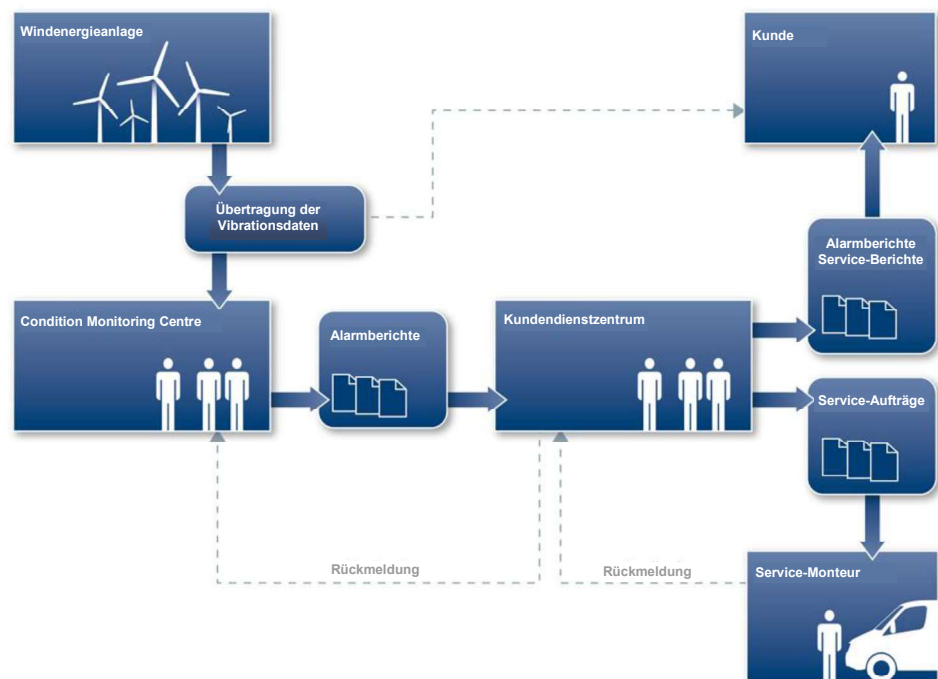 Windenergieanlage
Kunde
Übertragung der
Vibrationsdaten
Alarmberichte
Service-Berichte
Condition Monitoring Centre
Alarmberichte
Kundendienstzentrum
Service-Aufträge
Rückmeldung
Rückmeldung
Service-Monteur